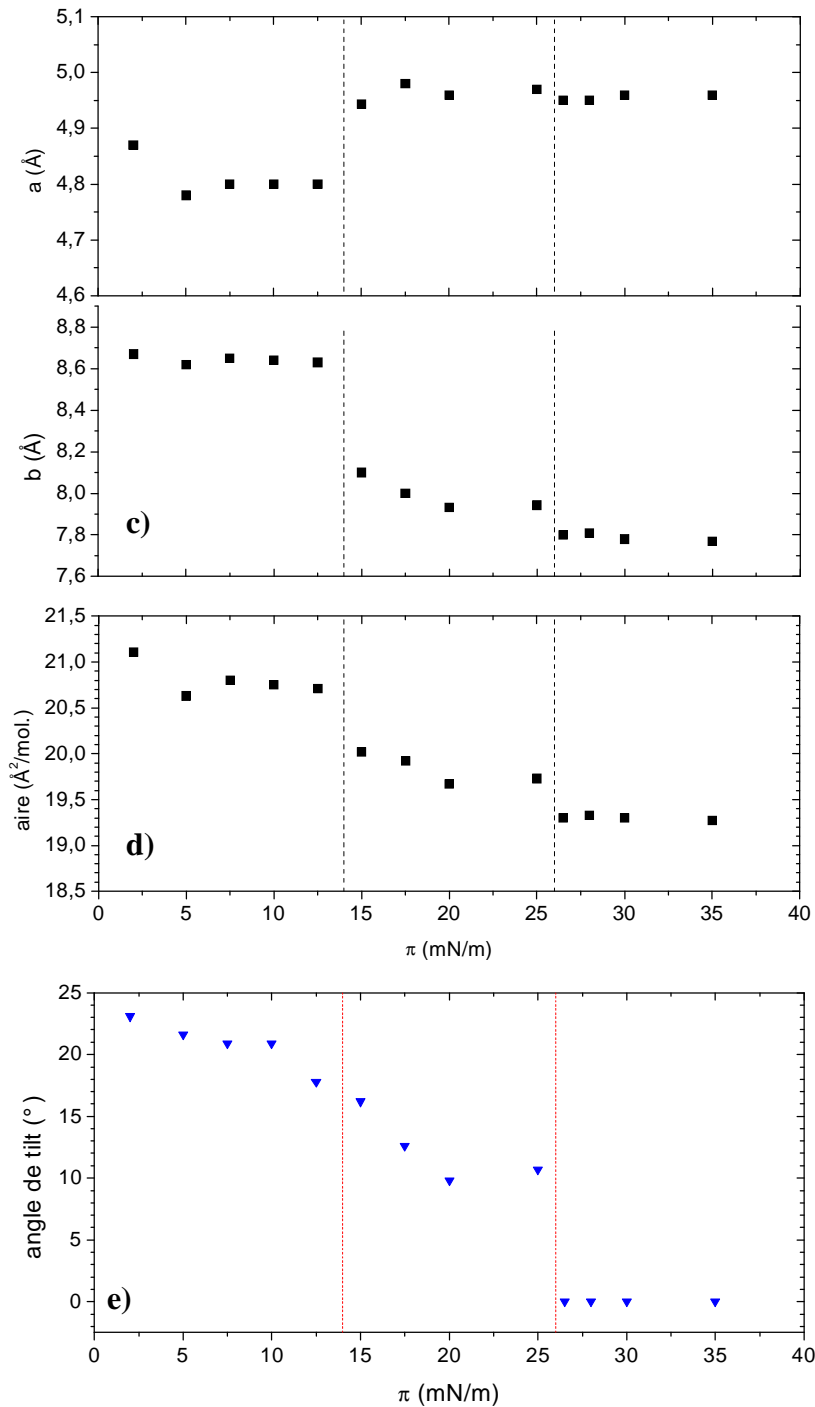 5,1
5,0
4,9
4,8
4,7
4,6
a (Å)
8,8
8,6
8,4
8,2
8,0
7,8
7,6
b (Å)
c)
21,5
21,0
20,5
20,0
19,5
19,0
18,5
aire (Å²/mol.)
d)
0 5 10 15 20 25 30 35 40
π (mN/m)
25
20
15
10
5
0
angle de tilt (°)
e)
0 5 10 15 20 25 30 35 40
π (mN/m)